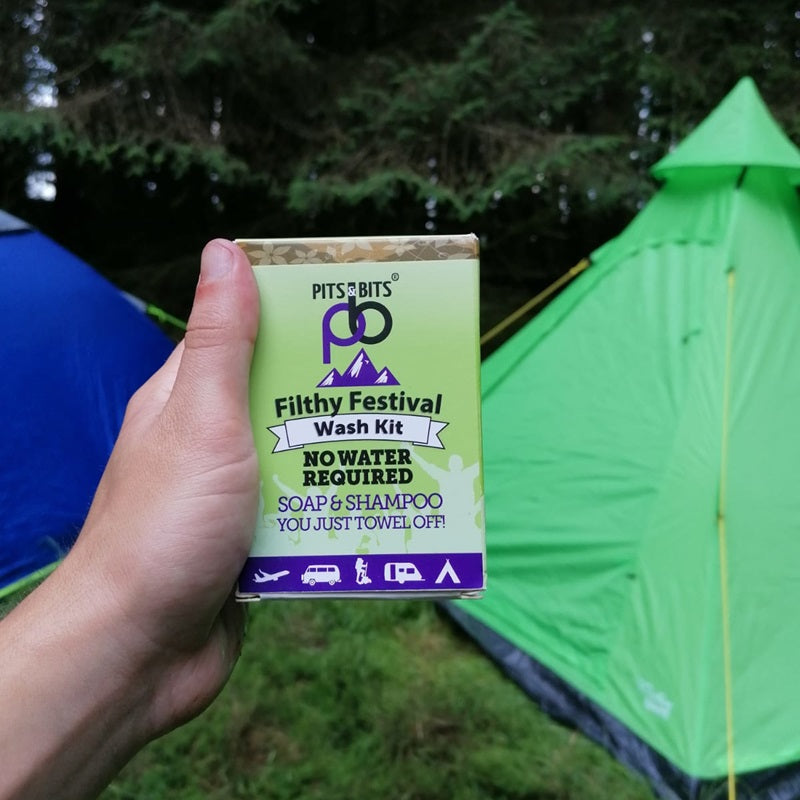 PITS & BITS®
pb
Filthy Festival
Wash Kit
NO WATER
REQUIRED
SOAP & SHAMPOO
YOU JUST TOWEL OFF!